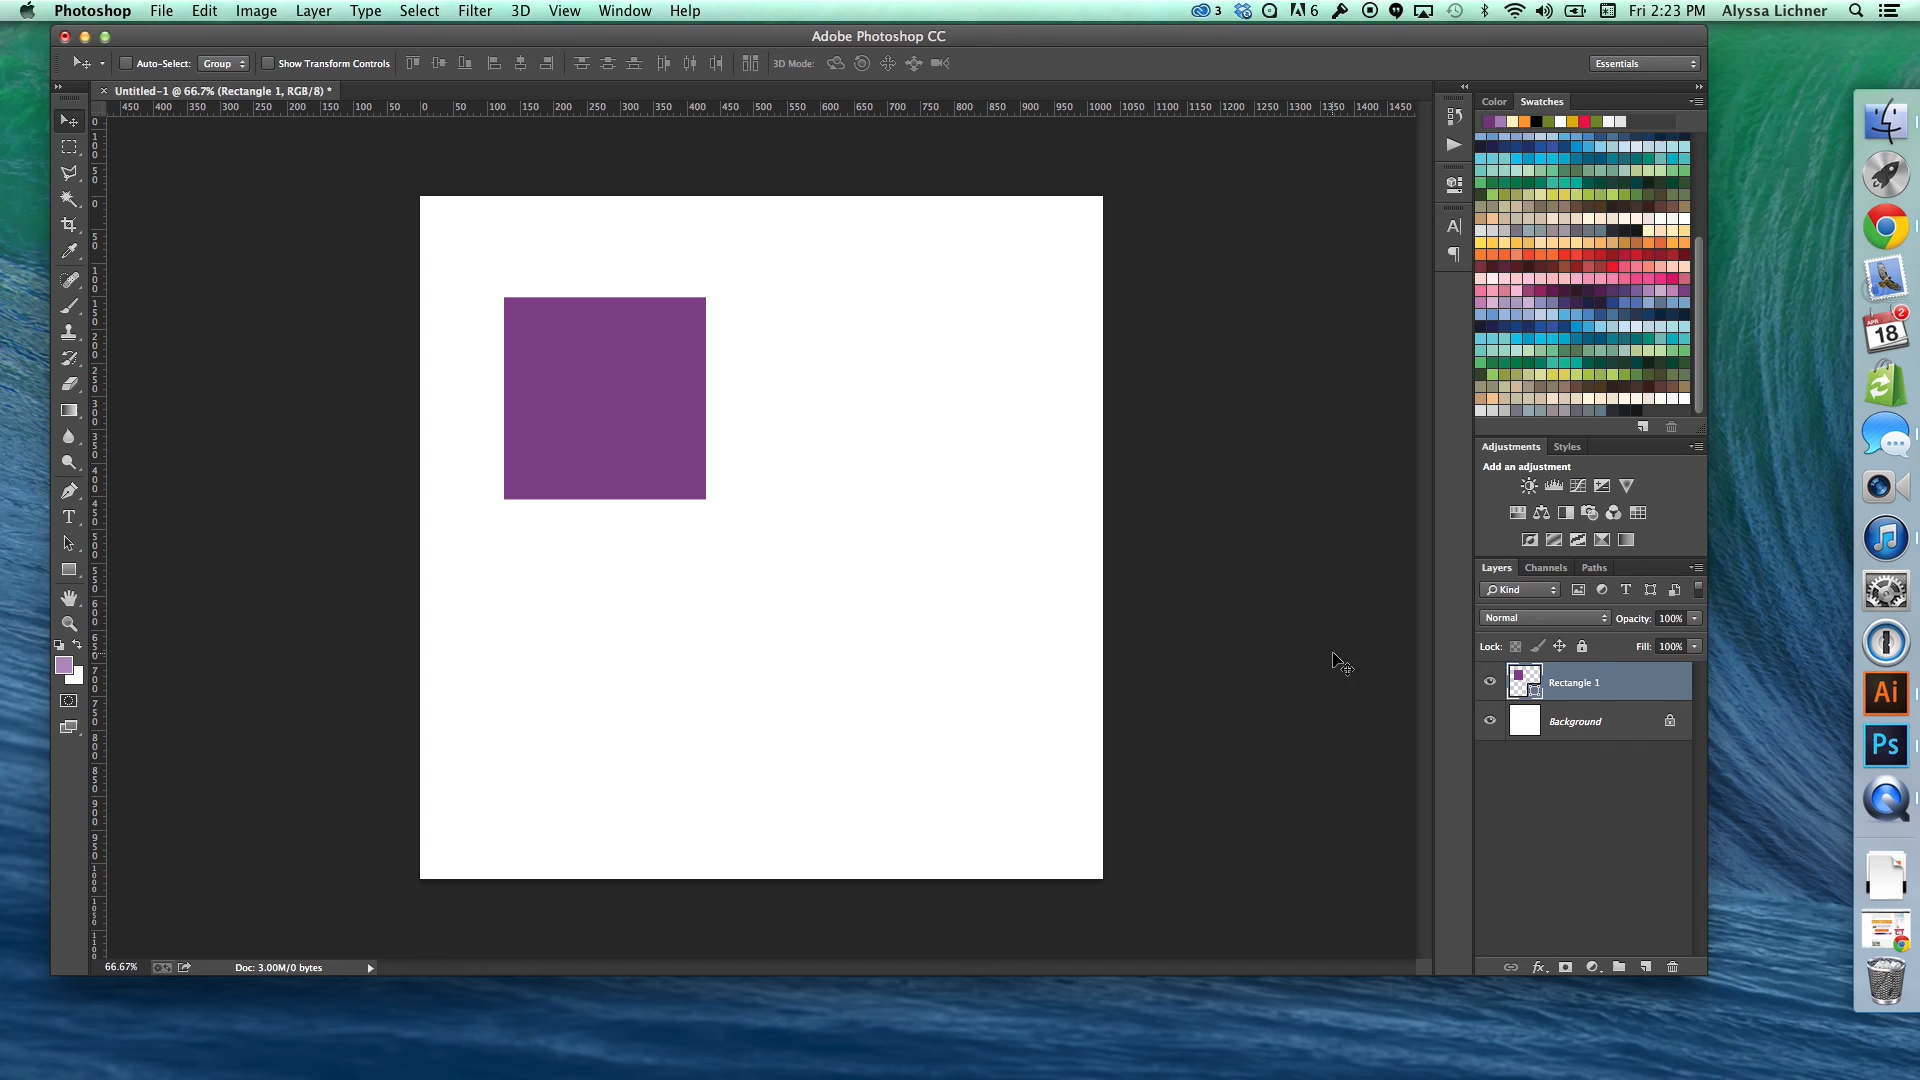 Photoshop File Edit Image Layer Type Select Filter 3D View Window Help 3 6 Fri 2:23 PM Alyssa Lichner
Adobe Photoshop CC
Auto-Select: Group Show Transform Controls 3D Mode: Essentials
Untitled-1 @ 66.7% (Rectangle 1, RGB/8) *
450 400 350 300 250 200 150 100 50 0 50 100 150 200 250 300 350 400 450 500 550 600 650 700 750 800 850 900 950 1000 1050 1100 1150 1200 1250 1300 1350 1400 1450
Color Swatches
APR
18
2
Adjustments Styles
Add an adjustment
Layers Channels Paths
Kind
Normal Opacity: 100%
Lock: Fill: 100%
Rectangle 1
Background
Ai
Ps
66.67% Doc: 3.00M/0 bytes
fx